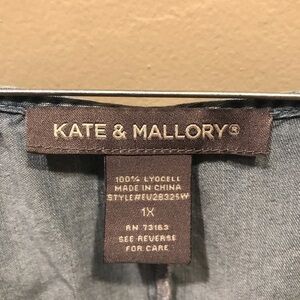 KATE & MALLORY®
100% LYOCELL
MADE IN CHINA
STYLE#EU28325W
1X
RN 73163
SEE REVERSE
FOR CARE